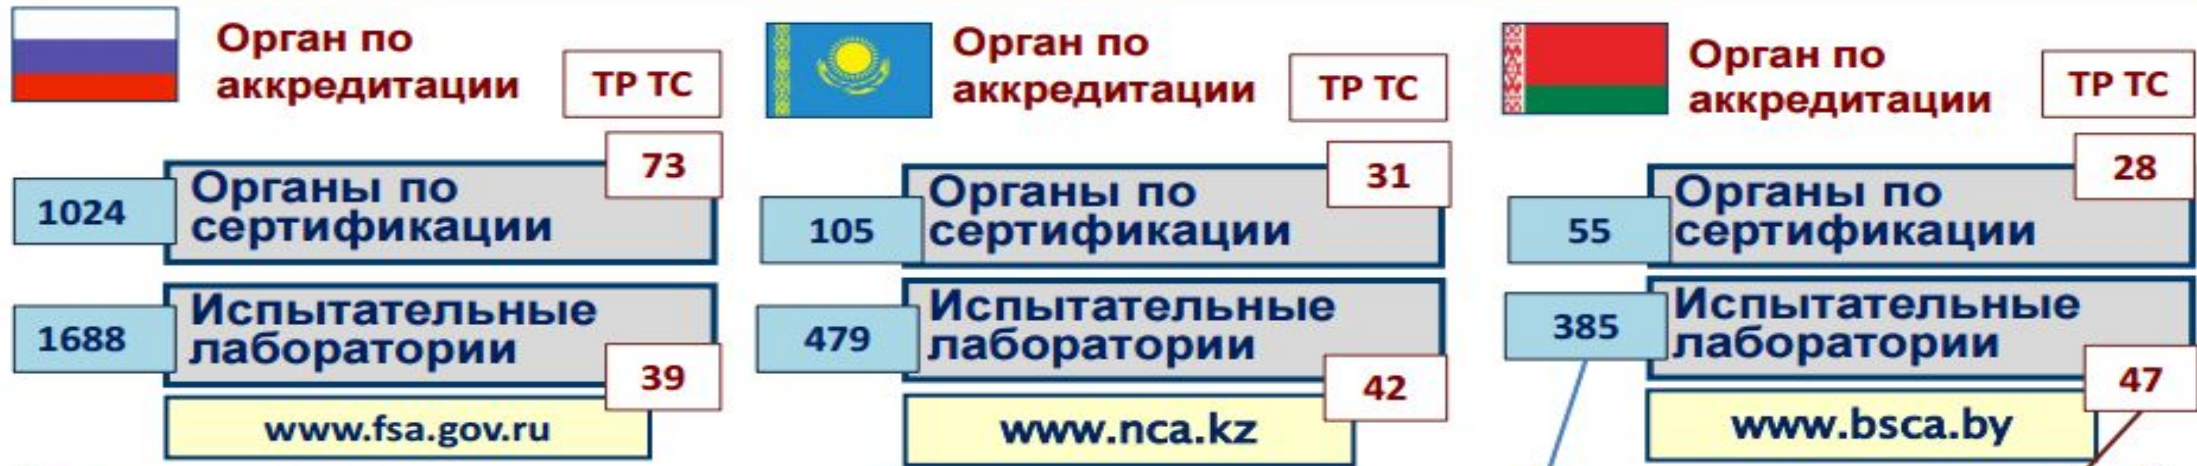 Орган по
аккредитации
ТР ТС
73
1024
Органы по
сертификации
1688
Испытательные
лаборатории
39
www.fsa.gov.ru
Орган по
аккредитации
ТР ТС
31
105
Органы по
сертификации
479
Испытательные
лаборатории
42
www.nca.kz
Орган по
аккредитации
ТР ТС
28
55
Органы по
сертификации
385
Испытательные
лаборатории
47
www.bsca.by